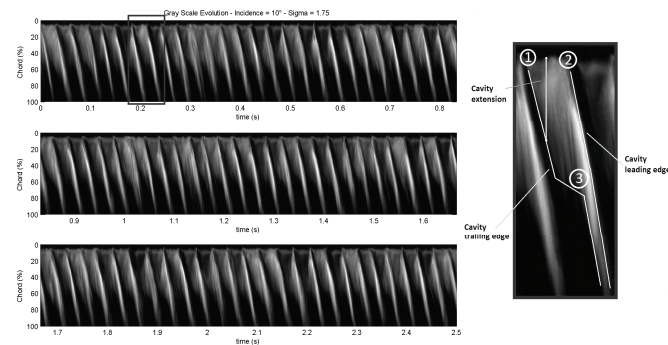 Gray Scale Evolution - Incidence = 10° - Sigma = 1.75
Chord (%)
0
20
40
60
80
100
0 0.1 0.2 0.3 0.4 0.5 0.6 0.7 0.8
time (s)
Chord (%)
0
20
40
60
80
100
0.9 1 1.1 1.2 1.3 1.4 1.5 1.6
time (s)
Chord (%)
0
20
40
60
80
100
1.7 1.8 1.9 2 2.1 2.2 2.3 2.4 2.5
time (s)
1 2
Cavity
extension
3
Cavity
leading edge
Cavity
trailing edge